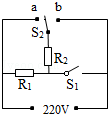 a b
S₂
R₂
R₁ S₁
220V